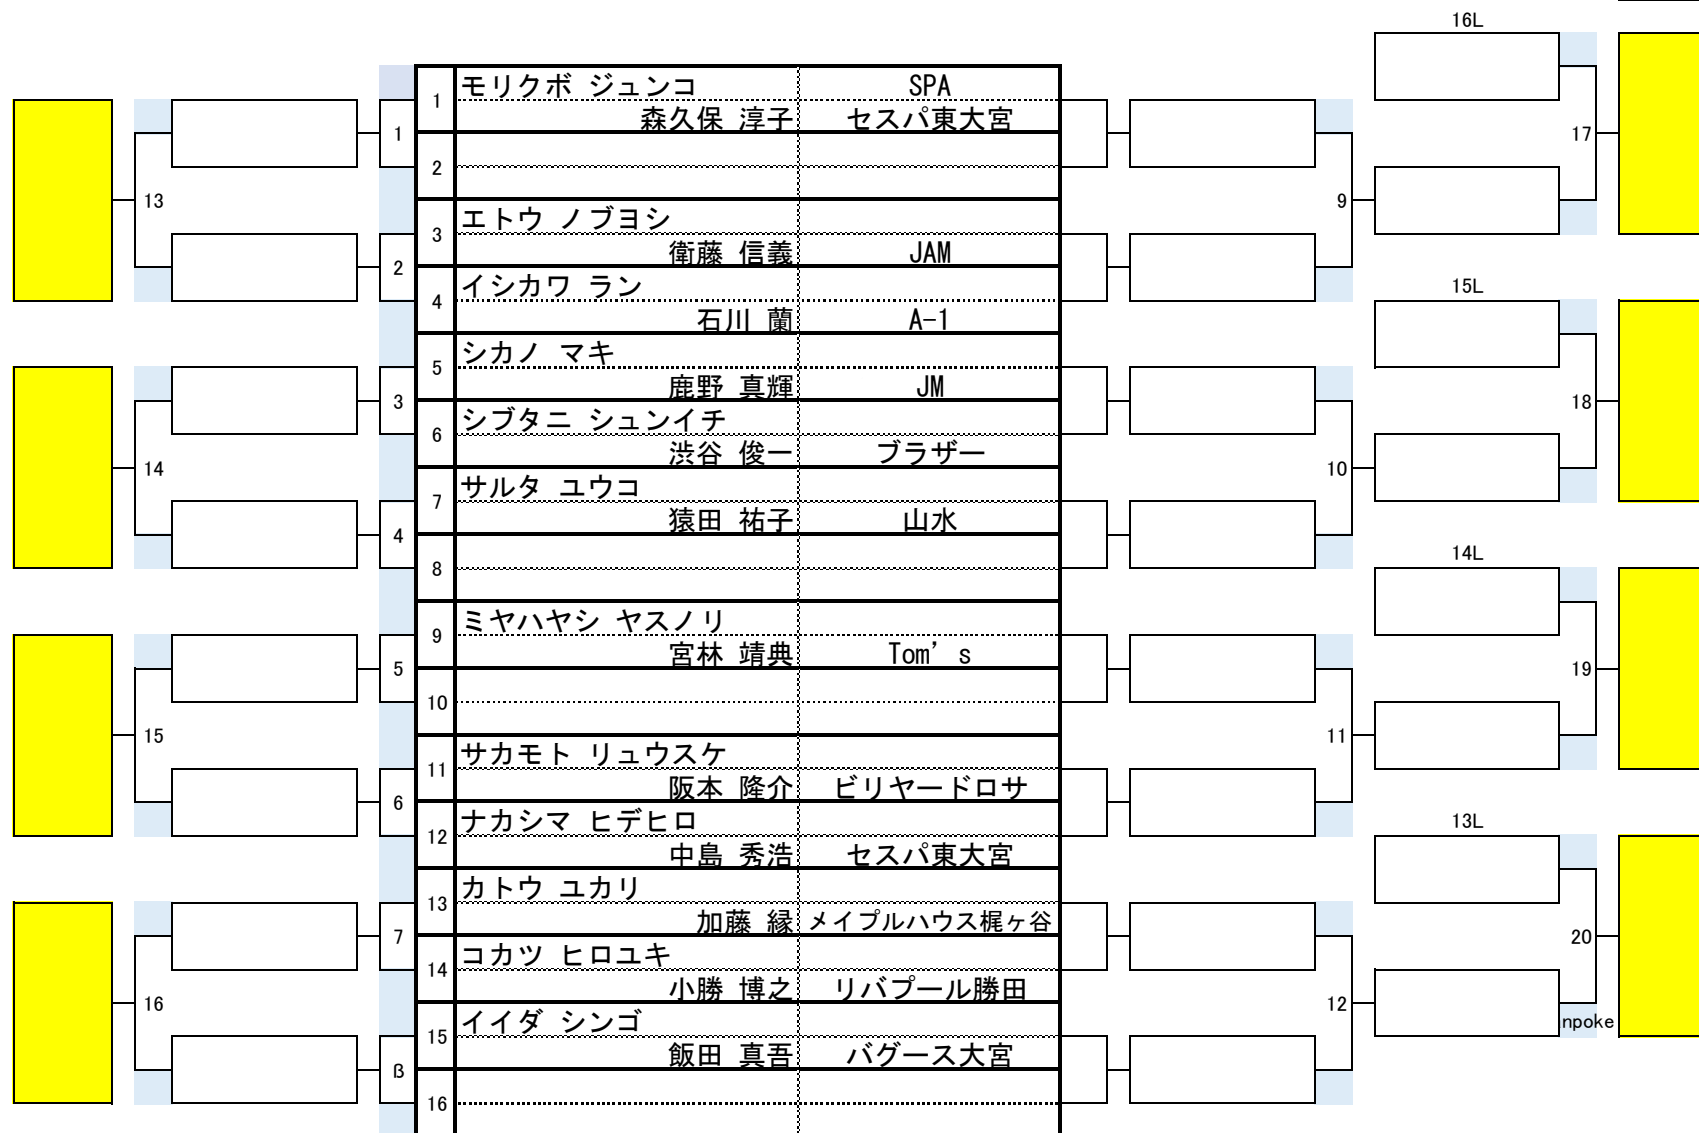 16L
1 モリクボ ジュンコ SPA
森久保 淳子 セスパ東大宮
1
17
2
13
9
3 エトウ ノブヨシ
衛藤 信義 JAM
2
15L
4 イシカワ ラン
石川 蘭 A-1
5 シカノ マキ
鹿野 真輝 JM
3
18
6 シブタニ シュンイチ
渋谷 俊一 ブラザー
14
10
7 サルタ ユウコ
猿田 祐子 山水
4
14L
8
9 ミヤハヤシ ヤスノリ
宮林 靖典 Tom's
5
19
10
15
11
11 サカモト リュウスケ
阪本 隆介 ビリヤードロサ
6
13L
12 ナカシマ ヒデヒロ
中島 秀浩 セスパ東大宮
13 カトウ ユカリ
加藤 縁 メイプルハウス梶ヶ谷
7
20
14 コカツ ヒロユキ
小勝 博之 リバプール勝田
16
12
npoke
15 イイダ シンゴ
飯田 真吾 バグース大宮
8
16